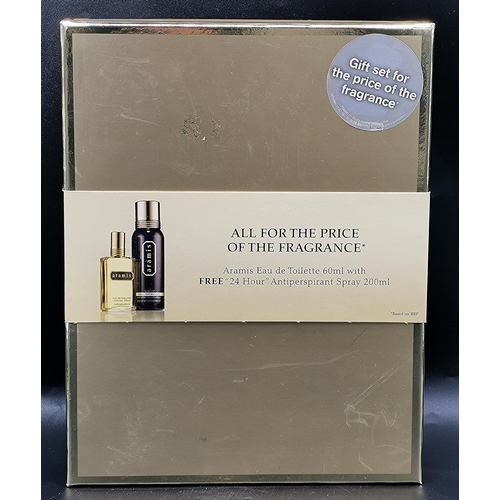 Gift set for
the price of the
fragrance*
ALL FOR THE PRICE
OF THE FRAGRANCE*
Aramis Eau de Toilette 60ml with
FREE "24 Hour" Antiperspirant Spray 200ml
*Based on RRP
aramis
aramis